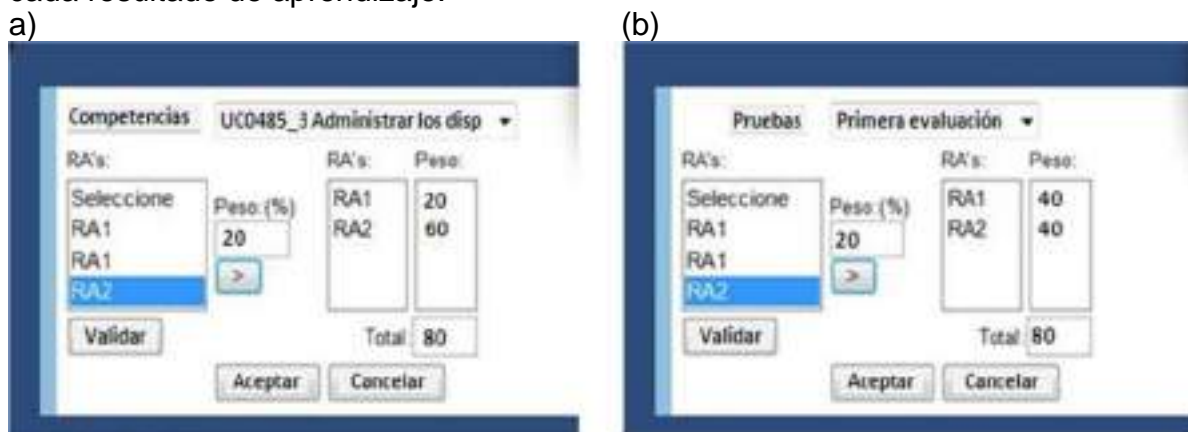 cada resultado de aprendizaje.
a) (b)
Competencias UC0485_3 Administrar los disp
RA's: RA's: Peso:
Seleccione Peso:(%) RA1 20
RA1 20 RA2 60
RA1 >
RA2
Validar Total 80
Aceptar Cancelar
Pruebas Primera evaluación
RA's: RA's: Peso:
Seleccione Peso:(%) RA1 40
RA1 20 RA2 40
RA1 >
RA2
Validar Total 80
Aceptar Cancelar